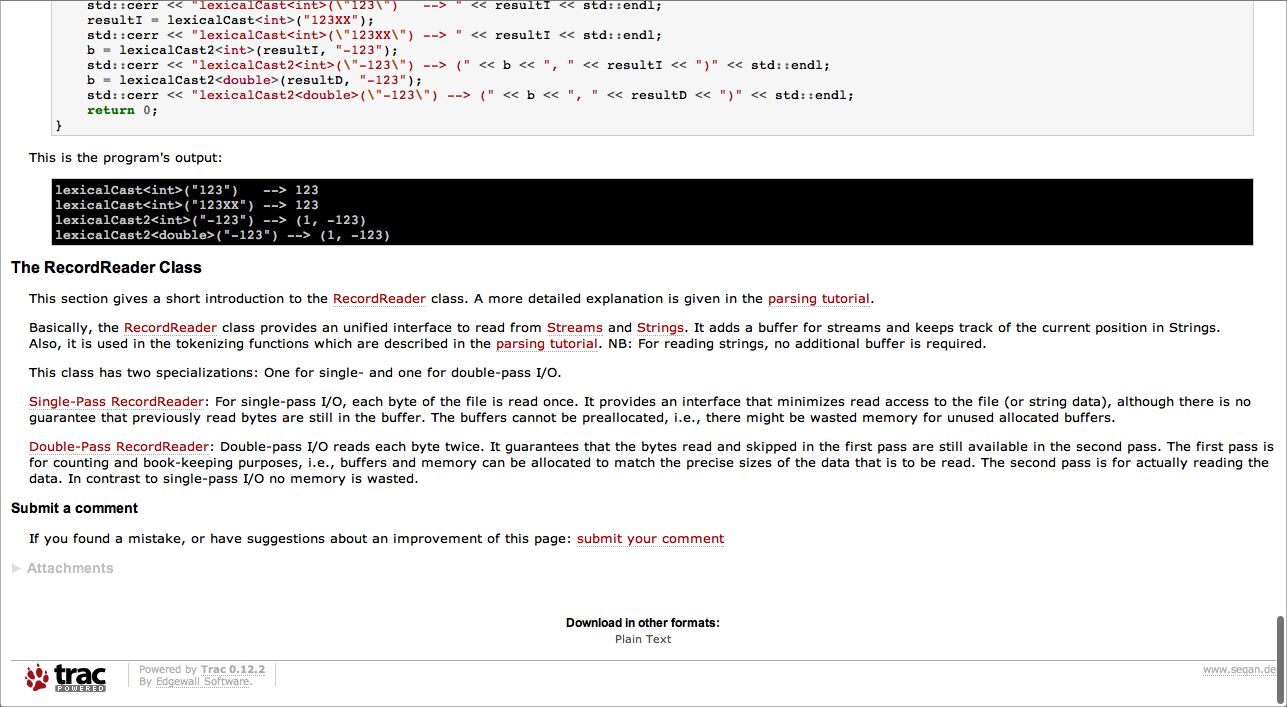 std::cerr << "lexicalCast<int>(\"123\")   --> " << resultI << std::endl;
resultI = lexicalCast<int>("123XX");
std::cerr << "lexicalCast<int>(\"123XX\") --> " << resultI << std::endl;
b = lexicalCast2<int>(resultI, "-123");
std::cerr << "lexicalCast2<int>(\"-123\") --> (" << b << ", " << resultI << ")" << std::endl;
b = lexicalCast2<double>(resultD, "-123");
std::cerr << "lexicalCast2<double>(\"-123\") --> (" << b << ", " << resultD << ")" << std::endl;
return 0;
}
This is the program's output:
lexicalCast<int>("123")   --> 123
lexicalCast<int>("123XX") --> 123
lexicalCast2<int>("-123") --> (1, -123)
lexicalCast2<double>("-123") --> (1, -123)
The RecordReader Class
This section gives a short introduction to the RecordReader class. A more detailed explanation is given in the parsing tutorial.
Basically, the RecordReader class provides an unified interface to read from Streams and Strings. It adds a buffer for streams and keeps track of the current position in Strings.
Also, it is used in the tokenizing functions which are described in the parsing tutorial. NB: For reading strings, no additional buffer is required.
This class has two specializations: One for single- and one for double-pass I/O.
Single-Pass RecordReader: For single-pass I/O, each byte of the file is read once. It provides an interface that minimizes read access to the file (or string data), although there is no
guarantee that previously read bytes are still in the buffer. The buffers cannot be preallocated, i.e., there might be wasted memory for unused allocated buffers.
Double-Pass RecordReader: Double-pass I/O reads each byte twice. It guarantees that the bytes read and skipped in the first pass are still available in the second pass. The first pass is
for counting and book-keeping purposes, i.e., buffers and memory can be allocated to match the precise sizes of the data that is to be read. The second pass is for actually reading the
data. In contrast to single-pass I/O no memory is wasted.
Submit a comment
If you found a mistake, or have suggestions about an improvement of this page: submit your comment
Attachments
Download in other formats:
Plain Text
trac
POWERED
Powered by Trac 0.12.2
By Edgewall Software.
www.seqan.de